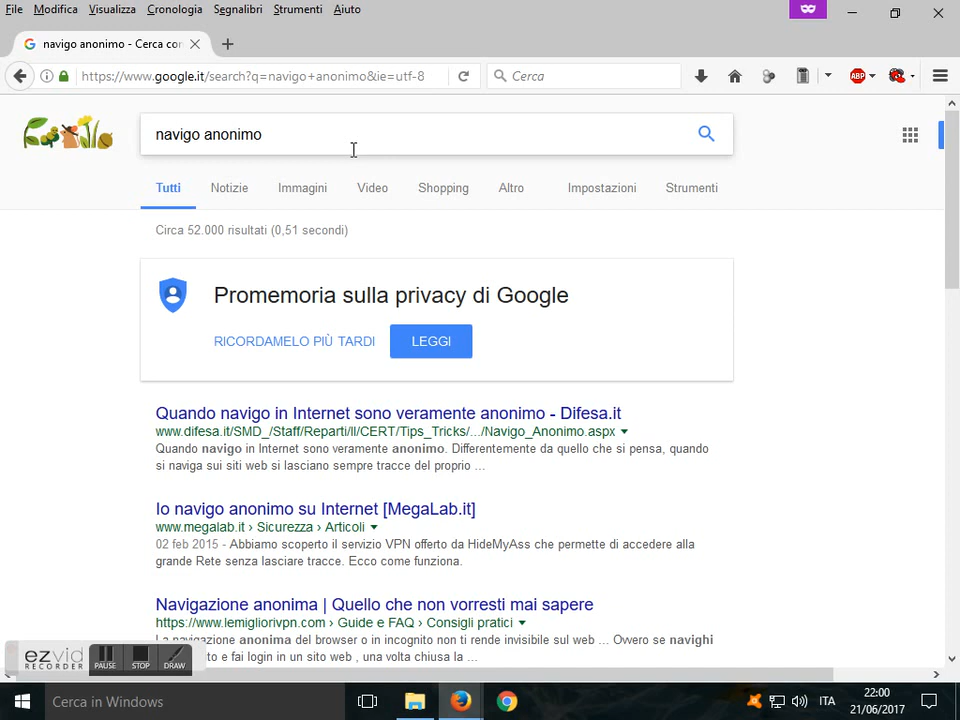 File Modifica Visualizza Cronologia Segnalibri Strumenti Aiuto
navigo anonimo - Cerca con
https://www.google.it/search?q=navigo+anonimo&ie=utf-8
Cerca
ABP
navigo anonimo
Tutti Notizie Immagini Video Shopping Altro Impostazioni Strumenti
Circa 52.000 risultati (0,51 secondi)
Promemoria sulla privacy di Google
RICORDAMELO PIÙ TARDI LEGGI
Quando navigo in Internet sono veramente anonimo - Difesa.it
www.difesa.it/SMD_/Staff/Reparti/II/CERT/Tips_Tricks/.../Navigo_Anonimo.aspx
Quando navigo in Internet sono veramente anonimo. Differentemente da quello che si pensa, quando
si naviga sui siti web si lasciano sempre tracce del proprio ...
Io navigo anonimo su Internet [MegaLab.it]
www.megalab.it › Sicurezza › Articoli
02 feb 2015 - Abbiamo scoperto il servizio VPN offerto da HideMyAss che permette di accedere alla
grande Rete senza lasciare tracce. Ecco come funziona.
Navigazione anonima | Quello che non vorresti mai sapere
https://www.lemigliorivpn.com › Guide e FAQ › Consigli pratici
La navigazione anonima del browser o in incognito non ti rende invisibile sul web ... Ovvero se navighi
to e fai login in un sito web , una volta chiusa la ...
ezvid
RECORDER
PAUSE STOP DRAW
Cerca in Windows
ITA
22:00
21/06/2017